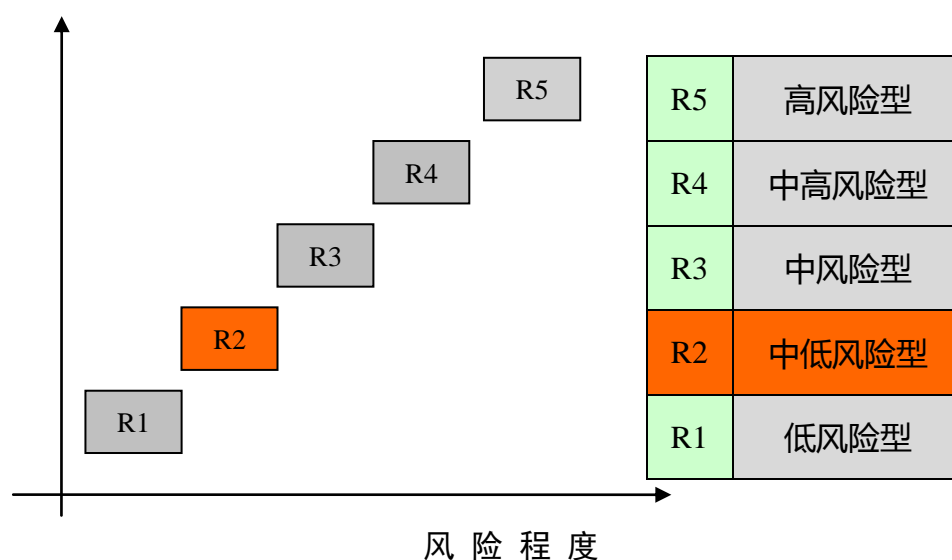 R5
R4
R3
R2
R1
R5 高风险型
R4 中高风险型
R3 中风险型
R2 中低风险型
R1 低风险型
风险程度